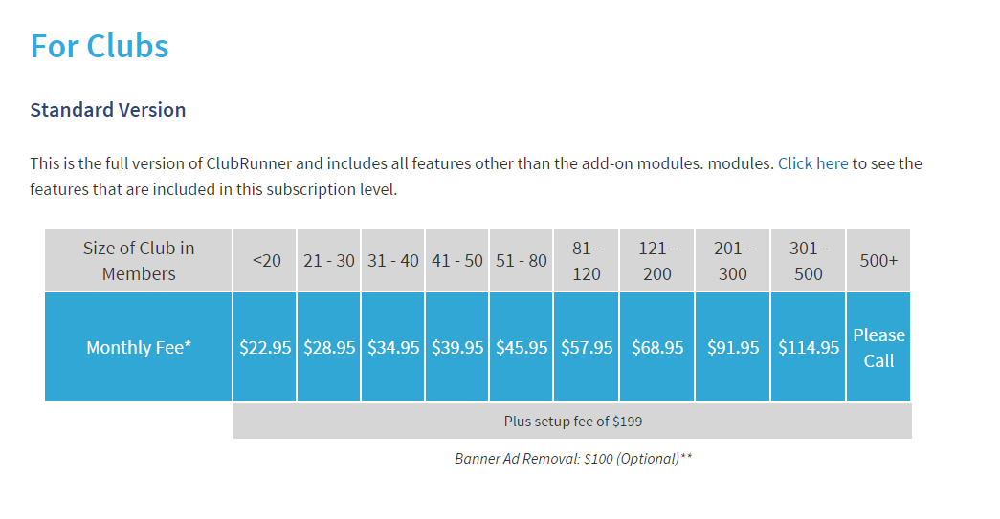 For Clubs
Standard Version
This is the full version of ClubRunner and includes all features other than the add-on modules. modules. Click here to see the
features that are included in this subscription level.
Size of Club in
Members
<20
21 - 30
31 - 40
41 - 50
51 - 80
81 -
120
121 -
200
201 -
300
301 -
500
500+
Monthly Fee*
$22.95
$28.95
$34.95
$39.95
$45.95
$57.95
$68.95
$91.95
$114.95
Please
Call
Plus setup fee of $199
Banner Ad Removal: $100 (Optional)**